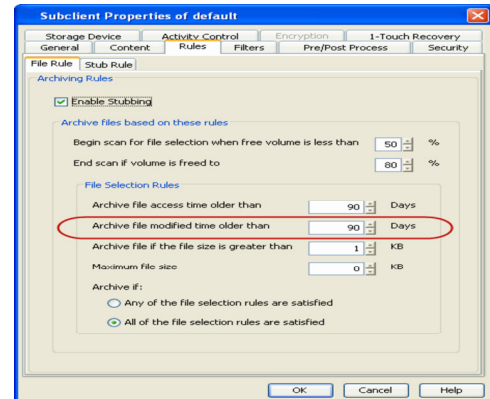 Subclient Properties of default
Storage Device Activity Control Encryption 1-Touch Recovery
General Content Rules Filters Pre/Post Process Security
File Rule Stub Rule
Archiving Rules
Enable Stubbing
Archive files based on these rules
Begin scan for file selection when free volume is less than 50 %
End scan if volume is freed to 80 %
File Selection Rules
Archive file access time older than 90 Days
Archive file modified time older than 90 Days
Archive file if the file size is greater than 1 KB
Maximum file size 0 KB
Archive if:
Any of the file selection rules are satisfied
All of the file selection rules are satisfied
OK Cancel Help